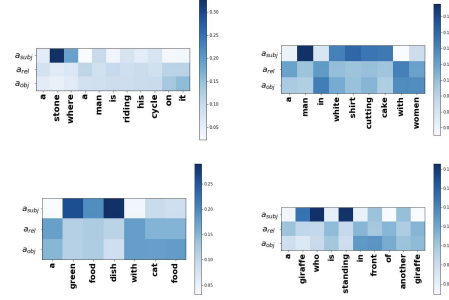 a_subj
a_rel
a_obj
a stone where a man is riding his cycle on it
0.30
0.25
0.20
0.15
0.10
0.05
a_subj
a_rel
a_obj
a man in white shirt cutting cake with women
a_subj
a_rel
a_obj
a green food dish with cat food
0.25
0.20
0.15
0.10
0.05
a_subj
a_rel
a_obj
a giraffe who is standing in front of another giraffe